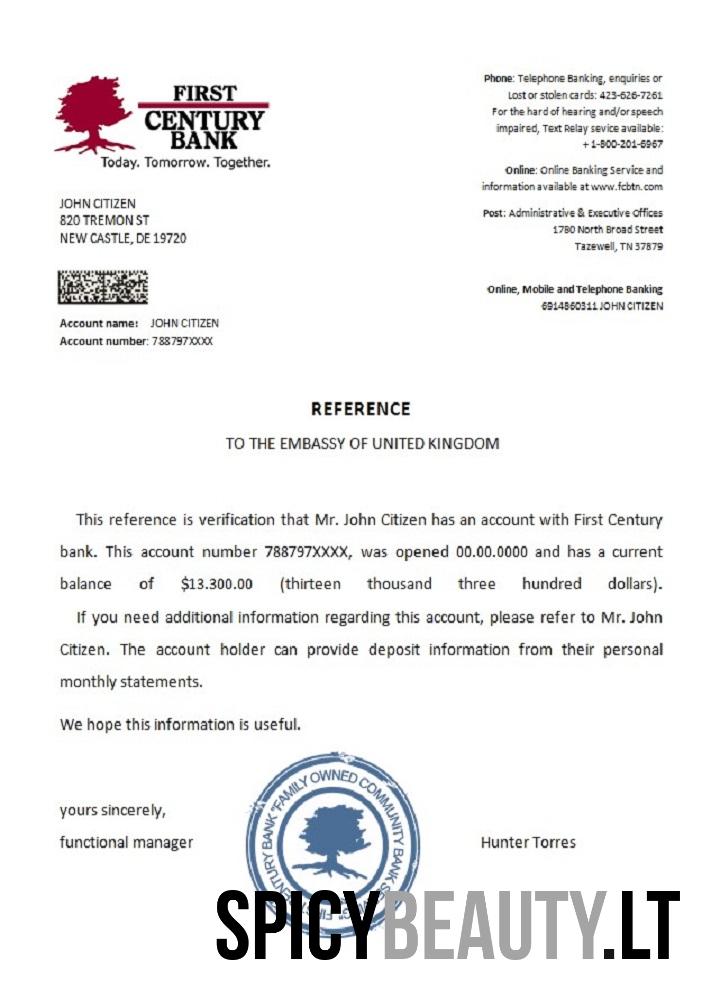 FIRST
CENTURY
BANK
Today. Tomorrow. Together.
Phone: Telephone Banking, enquiries or
Lost or stolen cards: 423-626-7261
For the hard of hearing and/or speech
impaired, Text Relay sevice available:
+ 1-800-201-6967
Online: Online Banking Service and
information available at www.fcbtn.com
Post: Administrative & Executive Offices
1780 North Broad Street
Tazewell, TN 37879
Online, Mobile and Telephone Banking
6914860311 JOHN CITIZEN
JOHN CITIZEN
820 TREMON ST
NEW CASTLE, DE 19720
Account name: JOHN CITIZEN
Account number: 788797XXXX
REFERENCE
TO THE EMBASSY OF UNITED KINGDOM
This reference is verification that Mr. John Citizen has an account with First Century
bank. This account number 788797XXXX, was opened 00.00.0000 and has a current
balance of $13.300.00 (thirteen thousand three hundred dollars).
If you need additional information regarding this account, please refer to Mr. John
Citizen. The account holder can provide deposit information from their personal
monthly statements.
We hope this information is useful.
yours sincerely,
functional manager
Hunter Torres
"FAMILY OWNED COMMUNITY BANK
FIRST CENTURY BANK
SPICYBEAUTY.LT